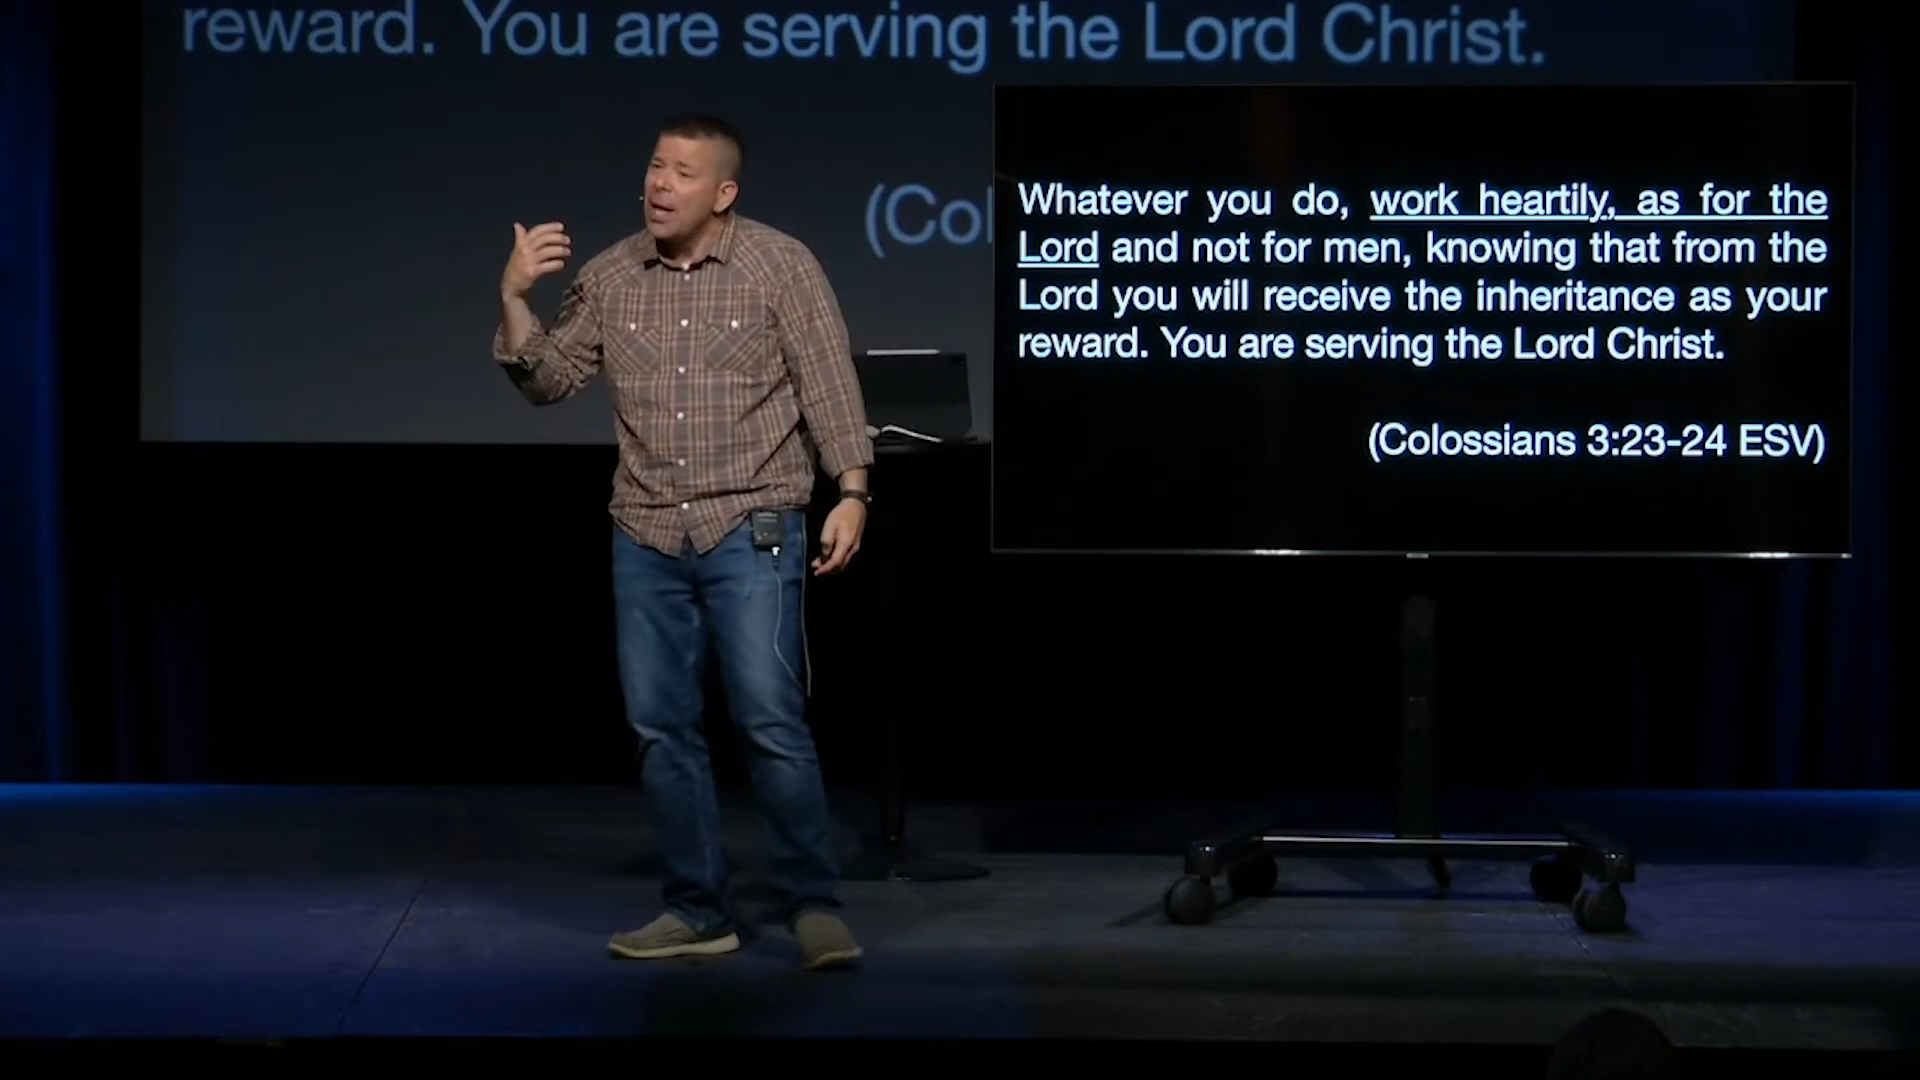 reward. You are serving the Lord Christ.
(Col
Whatever you do, work heartily, as for the
Lord and not for men, knowing that from the
Lord you will receive the inheritance as your
reward. You are serving the Lord Christ.
(Colossians 3:23-24 ESV)